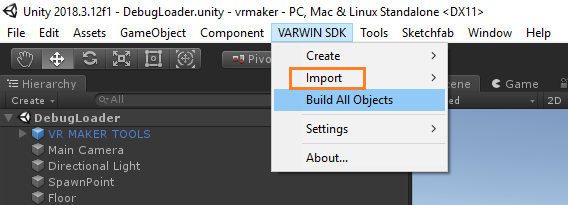 Unity 2018.3.12f1 - DebugLoader.unity - vrmaker - PC, Mac & Linux Standalone <DX11>
File Edit Assets GameObject Component VARWIN SDK Tools Sketchfab Window Help
Pivo
Create
Hierarchy
Import
Scene
Game
Create
All
Build All Objects
ed
2D
DebugLoader
VR MAKER TOOLS
Settings
Main Camera
Directional Light
About...
SpawnPoint
Floor